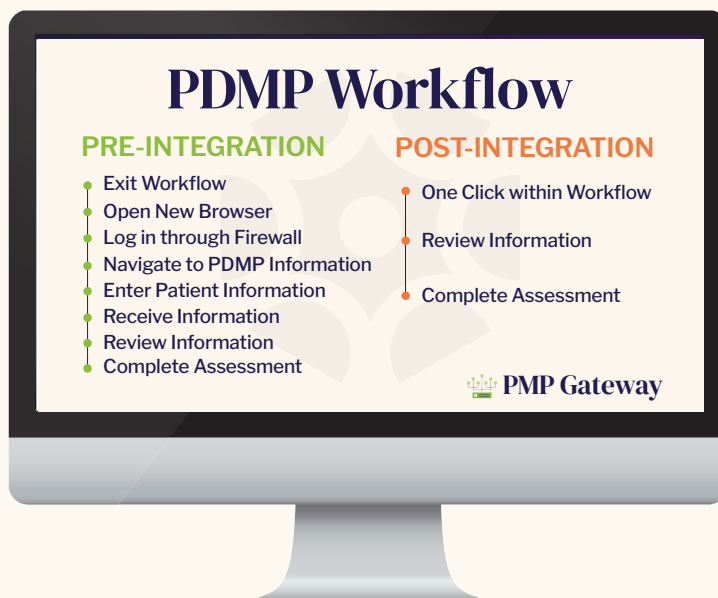 PDMP Workflow
PRE-INTEGRATION
Exit Workflow
Open New Browser
Log in through Firewall
Navigate to PDMP Information
Enter Patient Information
Receive Information
Review Information
Complete Assessment
POST-INTEGRATION
One Click within Workflow
Review Information
Complete Assessment
PMP Gateway